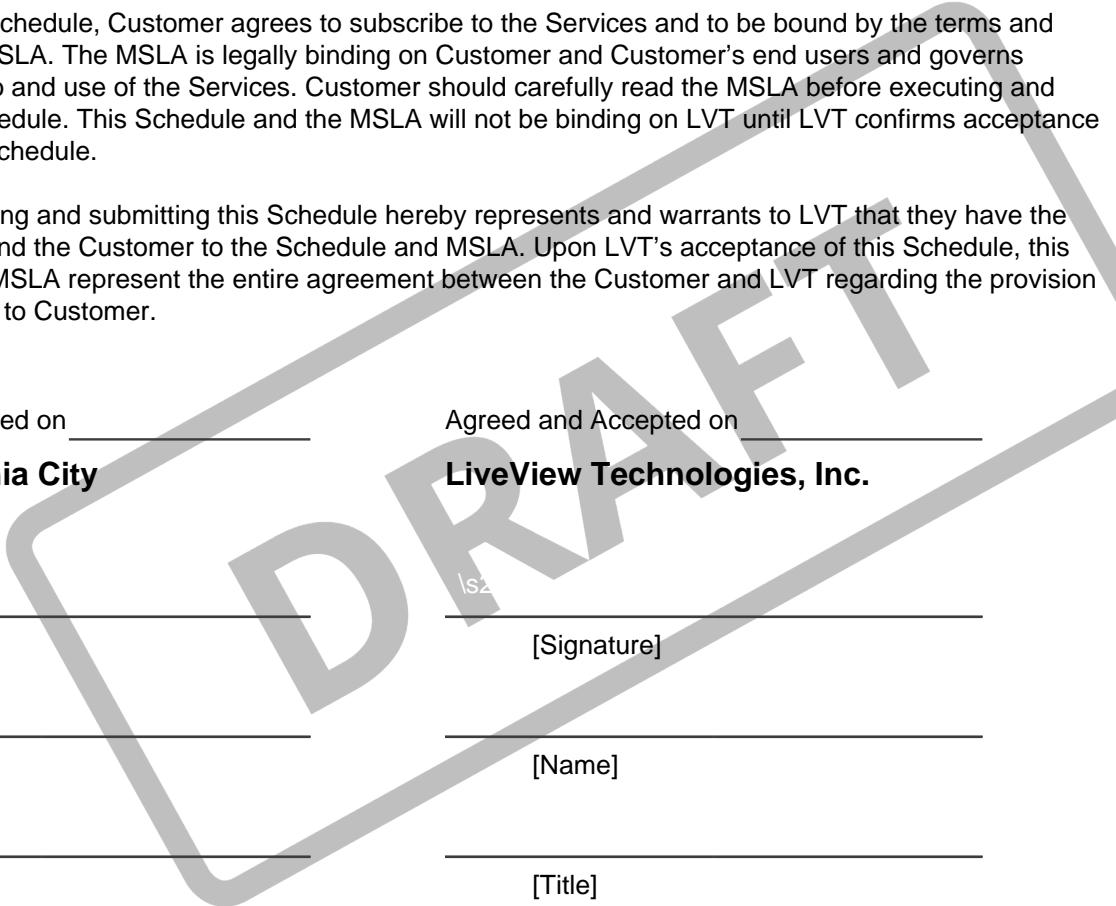 chedule, Customer agrees to subscribe to the Services and to be bound by the terms and
SLA. The MSLA is legally binding on Customer and Customer's end users and governs
and use of the Services. Customer should carefully read the MSLA before executing and
edule. This Schedule and the MSLA will not be binding on LVT until LVT confirms acceptance
chedule.
ng and submitting this Schedule hereby represents and warrants to LVT that they have the
nd the Customer to the Schedule and MSLA. Upon LVT's acceptance of this Schedule, this
MSLA represent the entire agreement between the Customer and LVT regarding the provision
to Customer.
ed on
Agreed and Accepted on
ia City
LiveView Technologies, Inc.
DRAFT
\s2
[Signature]
[Name]
[Title]